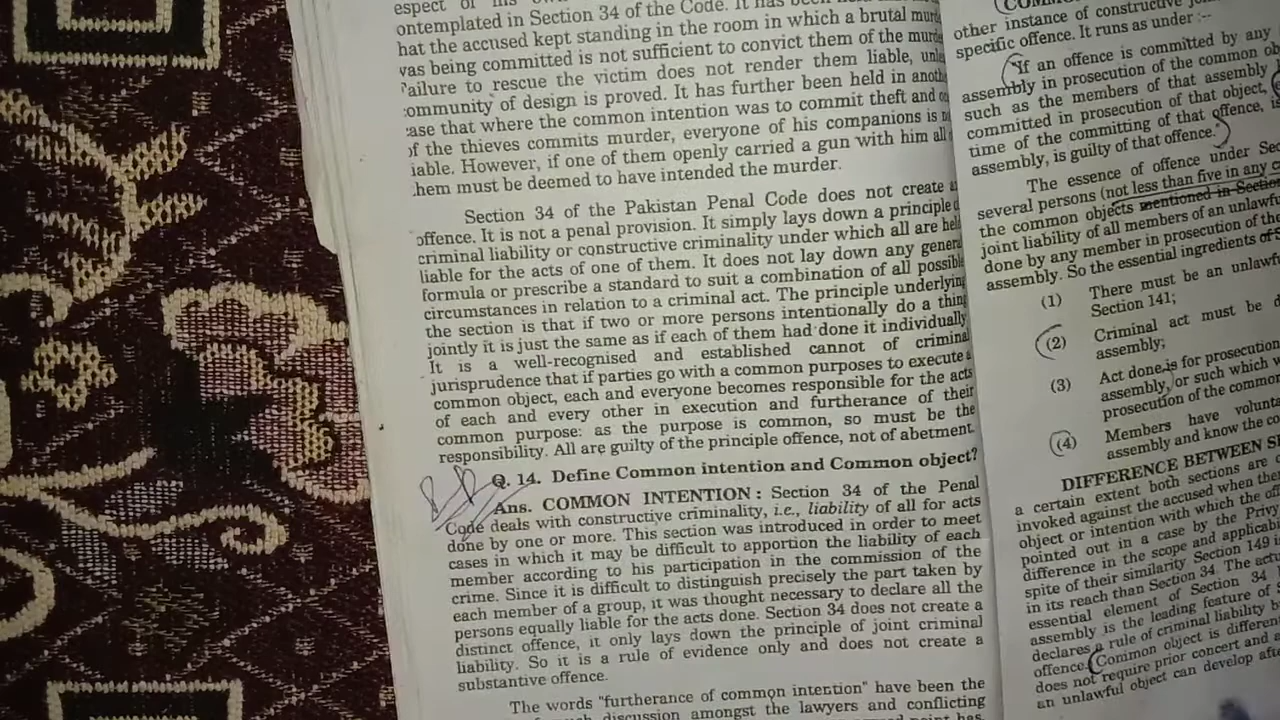 espect of his
ontemplated in Section 34 of the Code. It has been
hat the accused kept standing in the room in which a brutal
vas being committed is not sufficient to convict them of the
ailure to rescue the victim does not render them liable,
ommunity of design is proved. It has further been held in
ase that where the common intention was to commit theft and
of the thieves commits murder, everyone of his companions is
iable. However, if one of them openly carried a gun with him all
hem must be deemed to have intended the murder.
Section 34 of the Pakistan Penal Code does not create
offence. It is not a penal provision. It simply lays down a principle
criminal liability or constructive criminality under which all are held
liable for the acts of one of them. It does not lay down any general
formula or prescribe a standard to suit a combination of all possible
circumstances in relation to a criminal act. The principle underlying
the section is that if two or more persons intentionally do a thing
jointly it is just the same as if each of them had done it individually
It is a well-recognised and established cannot of criminal
jurisprudence that if parties go with a common purposes to execute a
common object, each and everyone becomes responsible for the acts
of each and every other in execution and furtherance of their
common purpose: as the purpose is common, so must be the
responsibility. All are guilty of the principle offence, not of abetment.
Q. 14. Define Common intention and Common object?
Ans. COMMON INTENTION : Section 34 of the Penal
Code deals with constructive criminality, i.e., liability of all for acts
done by one or more. This section was introduced in order to meet
cases in which it may be difficult to apportion the liability of each
member according to his participation in the commission of the
crime. Since it is difficult to distinguish precisely the part taken by
each member of a group, it was thought necessary to declare all the
persons equally liable for the acts done. Section 34 does not create a
distinct offence, it only lays down the principle of joint criminal
liability. So it is a rule of evidence only and does not create a
substantive offence.
The words "furtherance of common intention" have been the
discussion amongst the lawyers and conflicting
other instance of constructive
specific offence. It runs as under :--
"If an offence is committed by any
assembly in prosecution of the common
such as the members of that assembly
committed in prosecution of that object,
time of the committing of that offence,
assembly, is guilty of that offence."
The essence of offence under
several persons (not less than five in any
the common objects mentioned in Section
joint liability of all members of an
done by any member in prosecution of the
assembly. So the essential ingredients of
(1) There must be an
Section 141;
(2) Criminal act must be
assembly;
(3) Act done is for prosecution
assembly, or such which
prosecution of the common
(4) Members have
assembly and know the
DIFFERENCE BETWEEN
a certain extent both sections are
invoked against the accused when
object or intention with which the
pointed out in a case by the Privy
difference in the scope and
spite of their similarity Section 149
in its reach than Section 34. The
essential element of Section 34
assembly is the leading feature of
declares a rule of criminal liability
offence. Common object is
does not require prior concert and
an unlawful object can develop